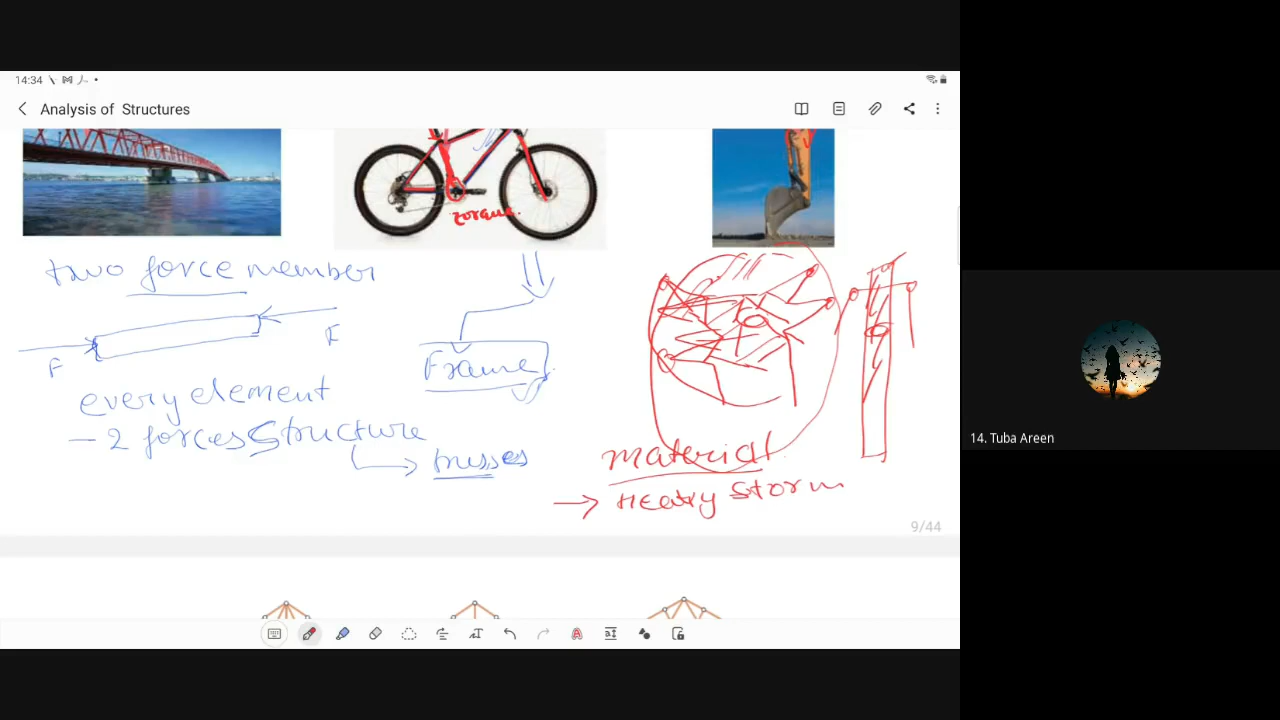 14:34
Analysis of Structures
torque
two force member
F
F
Frame
every element
- 2 forces Structure
→ trusses
material
→ Heavy Storm
9/44
14. Tuba Areen